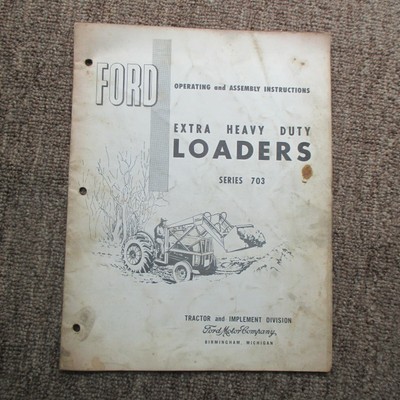 FORD
OPERATING and ASSEMBLY INSTRUCTIONS
EXTRA HEAVY DUTY
LOADERS
SERIES 703
TRACTOR and IMPLEMENT DIVISION
Ford Motor Company,
BIRMINGHAM, MICHIGAN